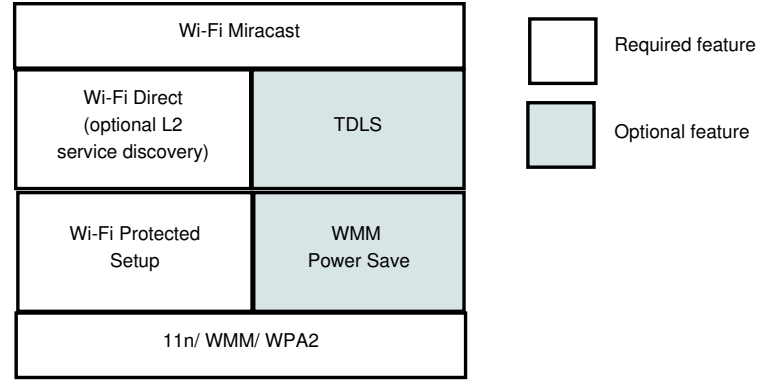 Wi-Fi Miracast
Required feature
Wi-Fi Direct
(optional L2
service discovery)
TDLS
Optional feature
Wi-Fi Protected
Setup
WMM
Power Save
11n/ WMM/ WPA2